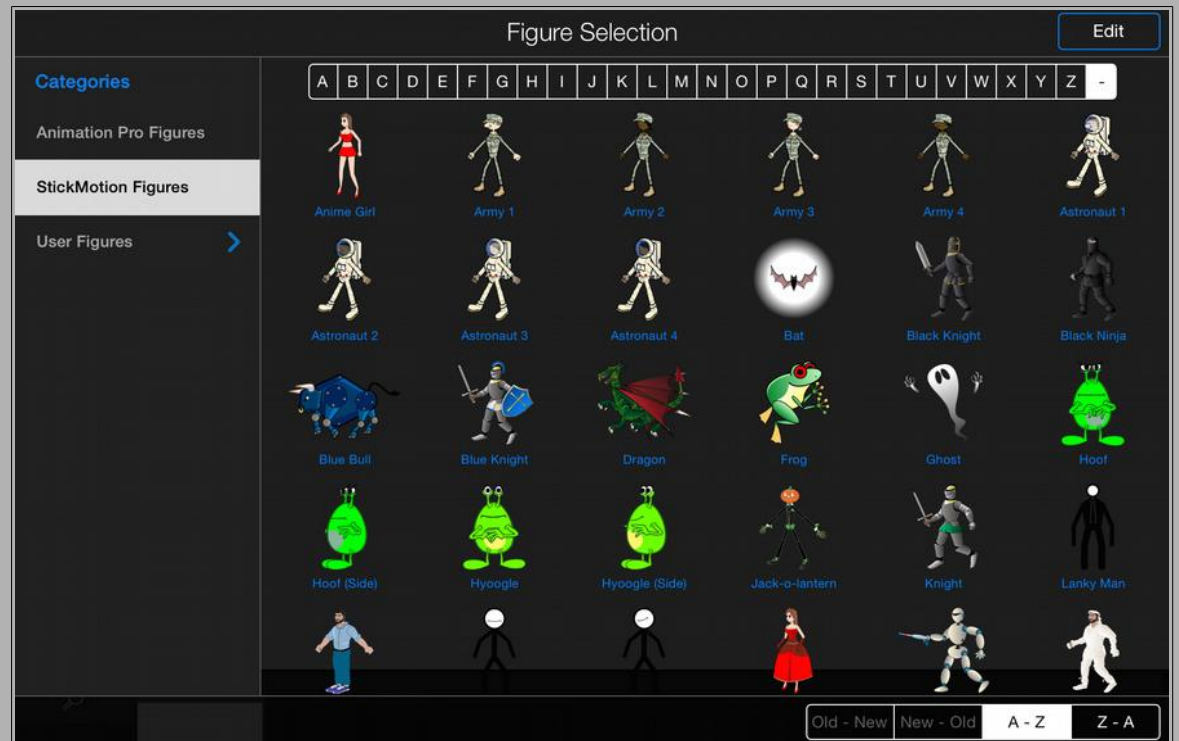 Figure Selection
Edit
Categories
A B C D E F G H I J K L M N O P Q R S T U V W X Y Z -
Animation Pro Figures
StickMotion Figures
User Figures
Anime Girl
Army 1
Army 2
Army 3
Army 4
Astronaut 1
Astronaut 2
Astronaut 3
Astronaut 4
Bat
Black Knight
Black Ninja
Blue Bull
Blue Knight
Dragon
Frog
Ghost
Hoof
Hoof (Side)
Hyoogle
Hyoogle (Side)
Jack-o-lantern
Knight
Lanky Man
Old - New
New - Old
A - Z
Z - A